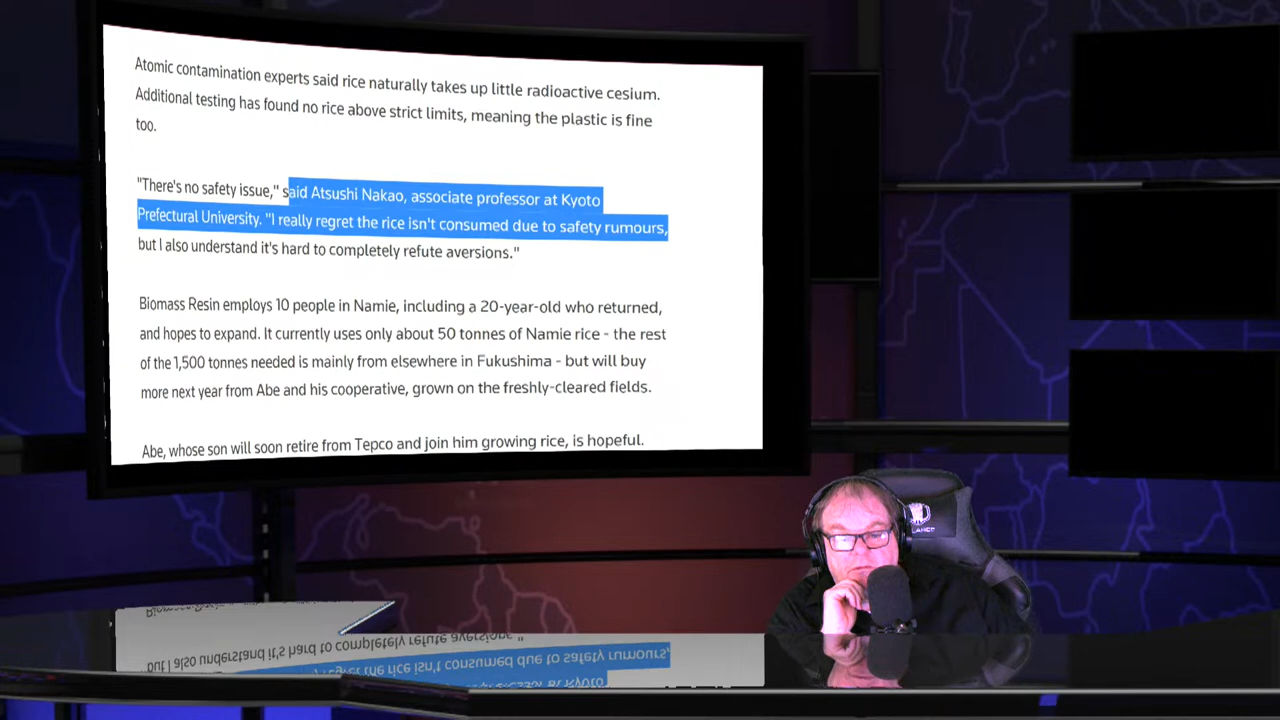 Atomic contamination experts said rice naturally takes up little radioactive cesium.
Additional testing has found no rice above strict limits, meaning the plastic is fine
too.
"There's no safety issue," said Atsushi Nakao, associate professor at Kyoto
Prefectural University. "I really regret the rice isn't consumed due to safety rumours,
but I also understand it's hard to completely refute aversions."
Biomass Resin employs 10 people in Namie, including a 20-year-old who returned,
and hopes to expand. It currently uses only about 50 tonnes of Namie rice - the rest
of the 1,500 tonnes needed is mainly from elsewhere in Fukushima - but will buy
more next year from Abe and his cooperative, grown on the freshly-cleared fields.
Abe, whose son will soon retire from Tepco and join him growing rice, is hopeful.